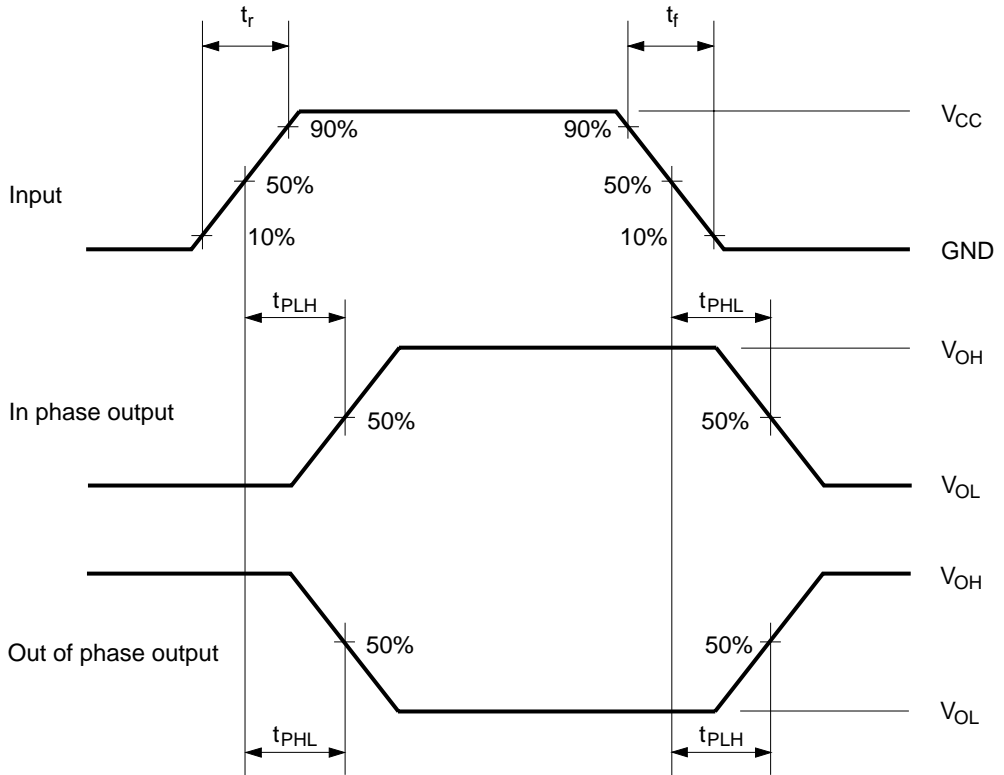 tr
tf
VCC
90%
90%
Input
50%
50%
10%
10%
GND
tPLH
tPHL
VOH
In phase output
50%
50%
VOL
VOH
Out of phase output
50%
50%
VOL
tPHL
tPLH